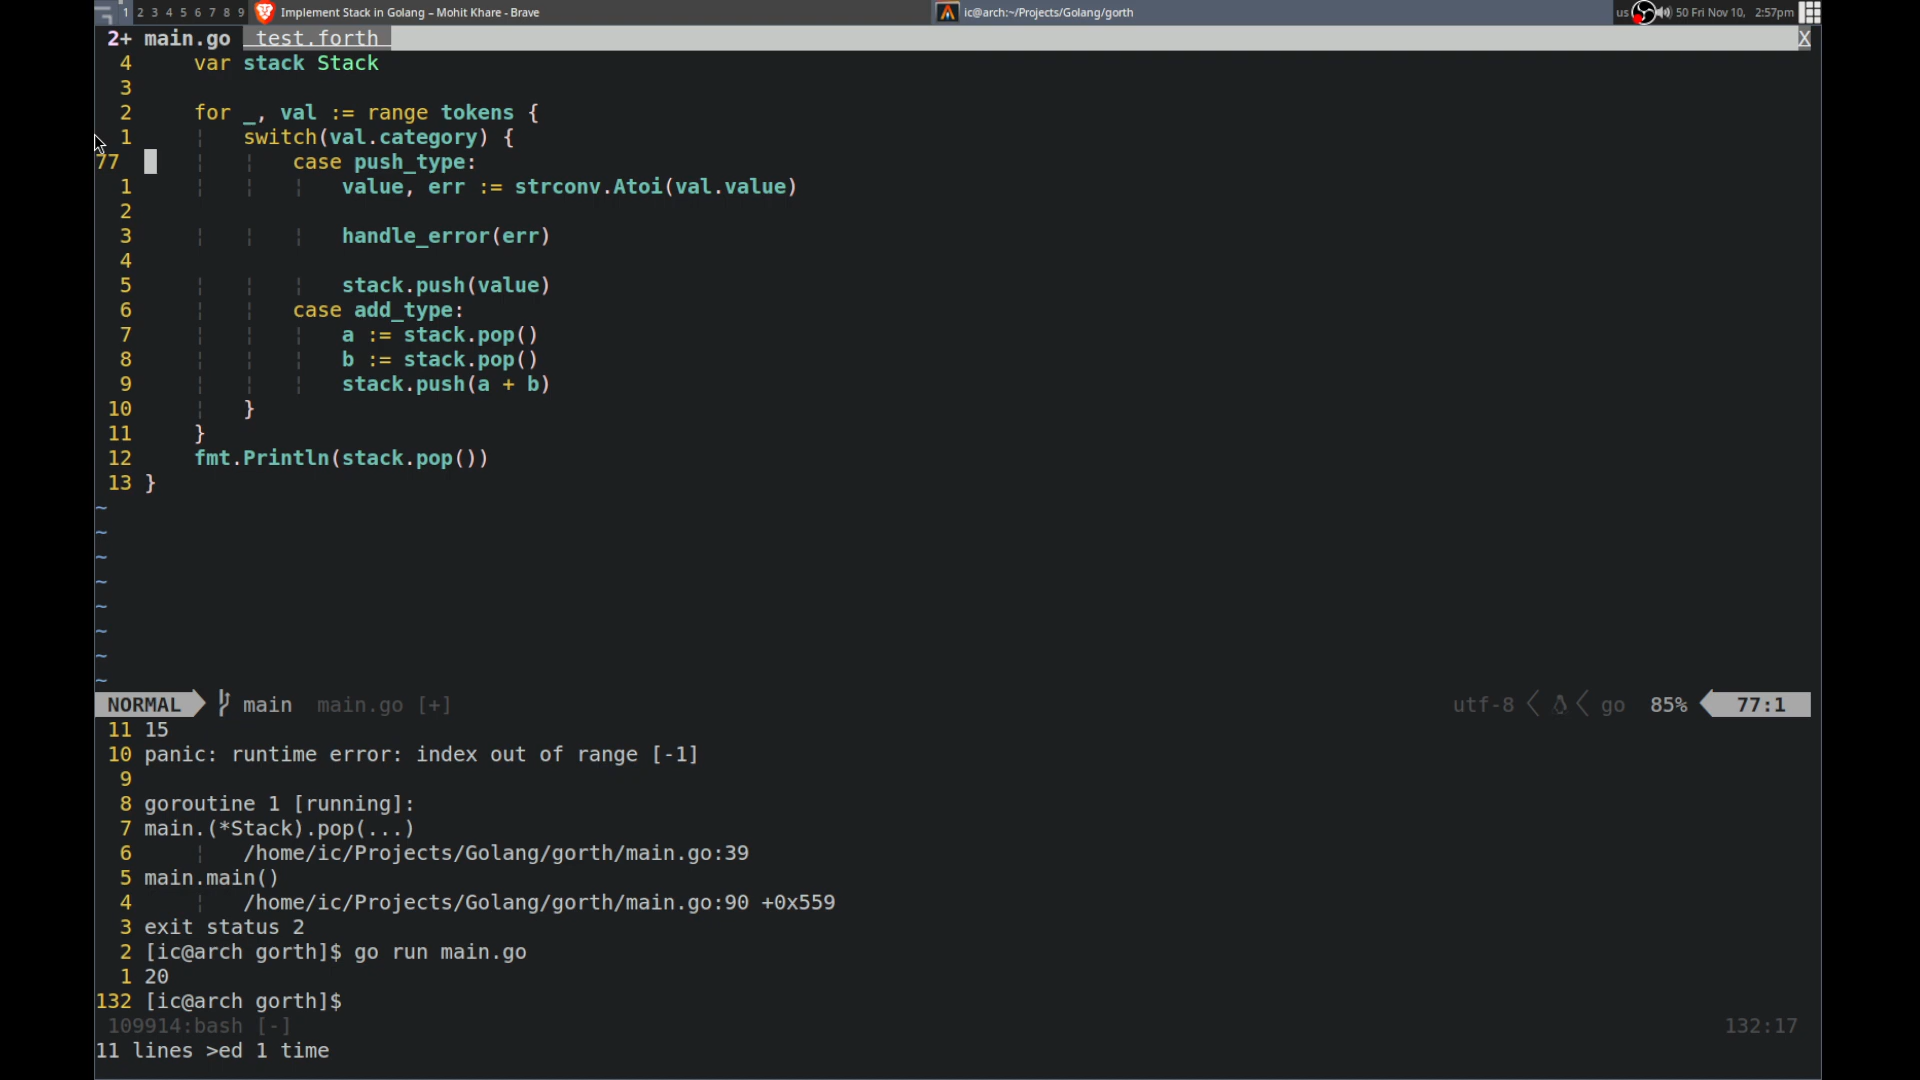 1 2 3 4 5 6 7 8 9 Implement Stack in Golang – Mohit Khare - Brave ic@arch:~/Projects/Golang/gorth us 50 Fri Nov 10, 2:57pm
2+ main.go test.forth X
4 var stack Stack
3
2 for _, val := range tokens {
1 switch(val.category) {
77 case push_type:
1 value, err := strconv.Atoi(val.value)
2
3 handle_error(err)
4
5 stack.push(value)
6 case add_type:
7 a := stack.pop()
8 b := stack.pop()
9 stack.push(a + b)
10 }
11 }
12 fmt.Println(stack.pop())
13 }
~
~
~
~
~
~
~
~
NORMAL main main.go [+] utf-8 go 85% 77:1
11 15
10 panic: runtime error: index out of range [-1]
9
8 goroutine 1 [running]:
7 main.(*Stack).pop(...)
6 /home/ic/Projects/Golang/gorth/main.go:39
5 main.main()
4 /home/ic/Projects/Golang/gorth/main.go:90 +0x559
3 exit status 2
2 [ic@arch gorth]$ go run main.go
1 20
132 [ic@arch gorth]$
109914:bash [-] 132:17
11 lines >ed 1 time